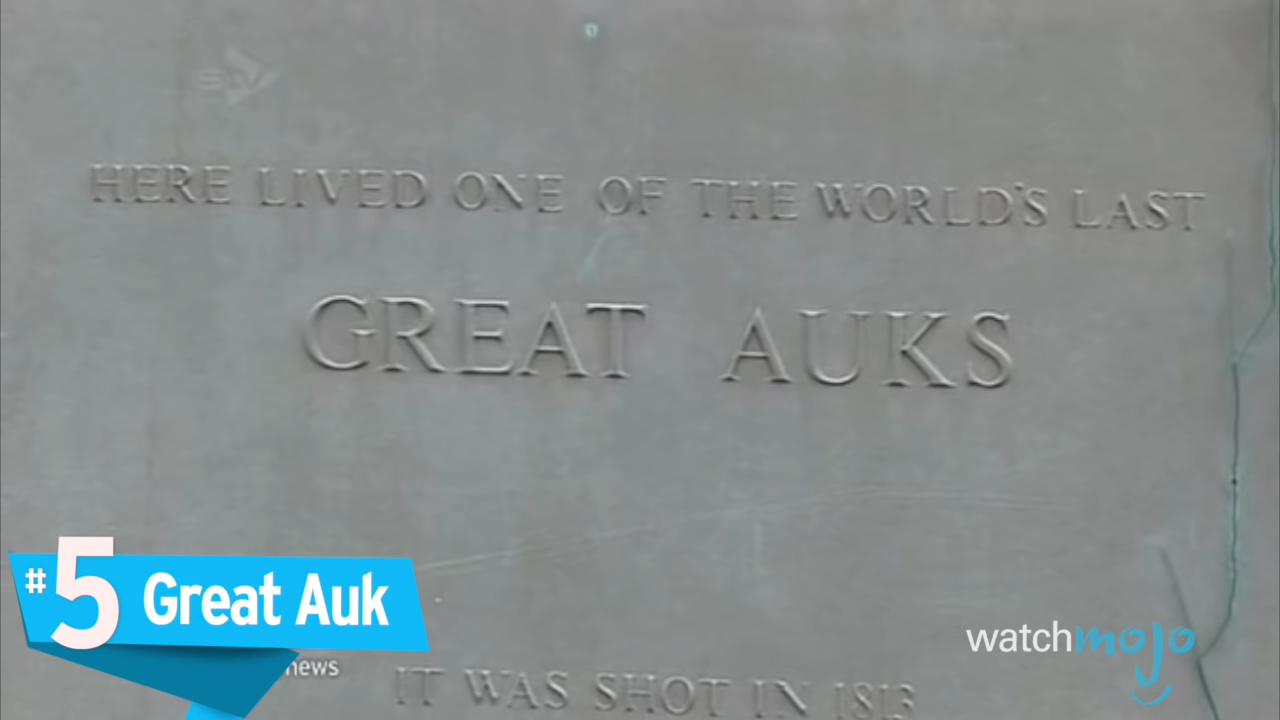 stv
HERE LIVED ONE OF THE WORLD'S LAST
GREAT AUKS
#5 Great Auk
watchmojo
news
IT WAS SHOT IN 1813